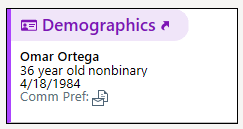 Demographics
Omar Ortega
36 year old nonbinary
4/18/1984
Comm Pref: